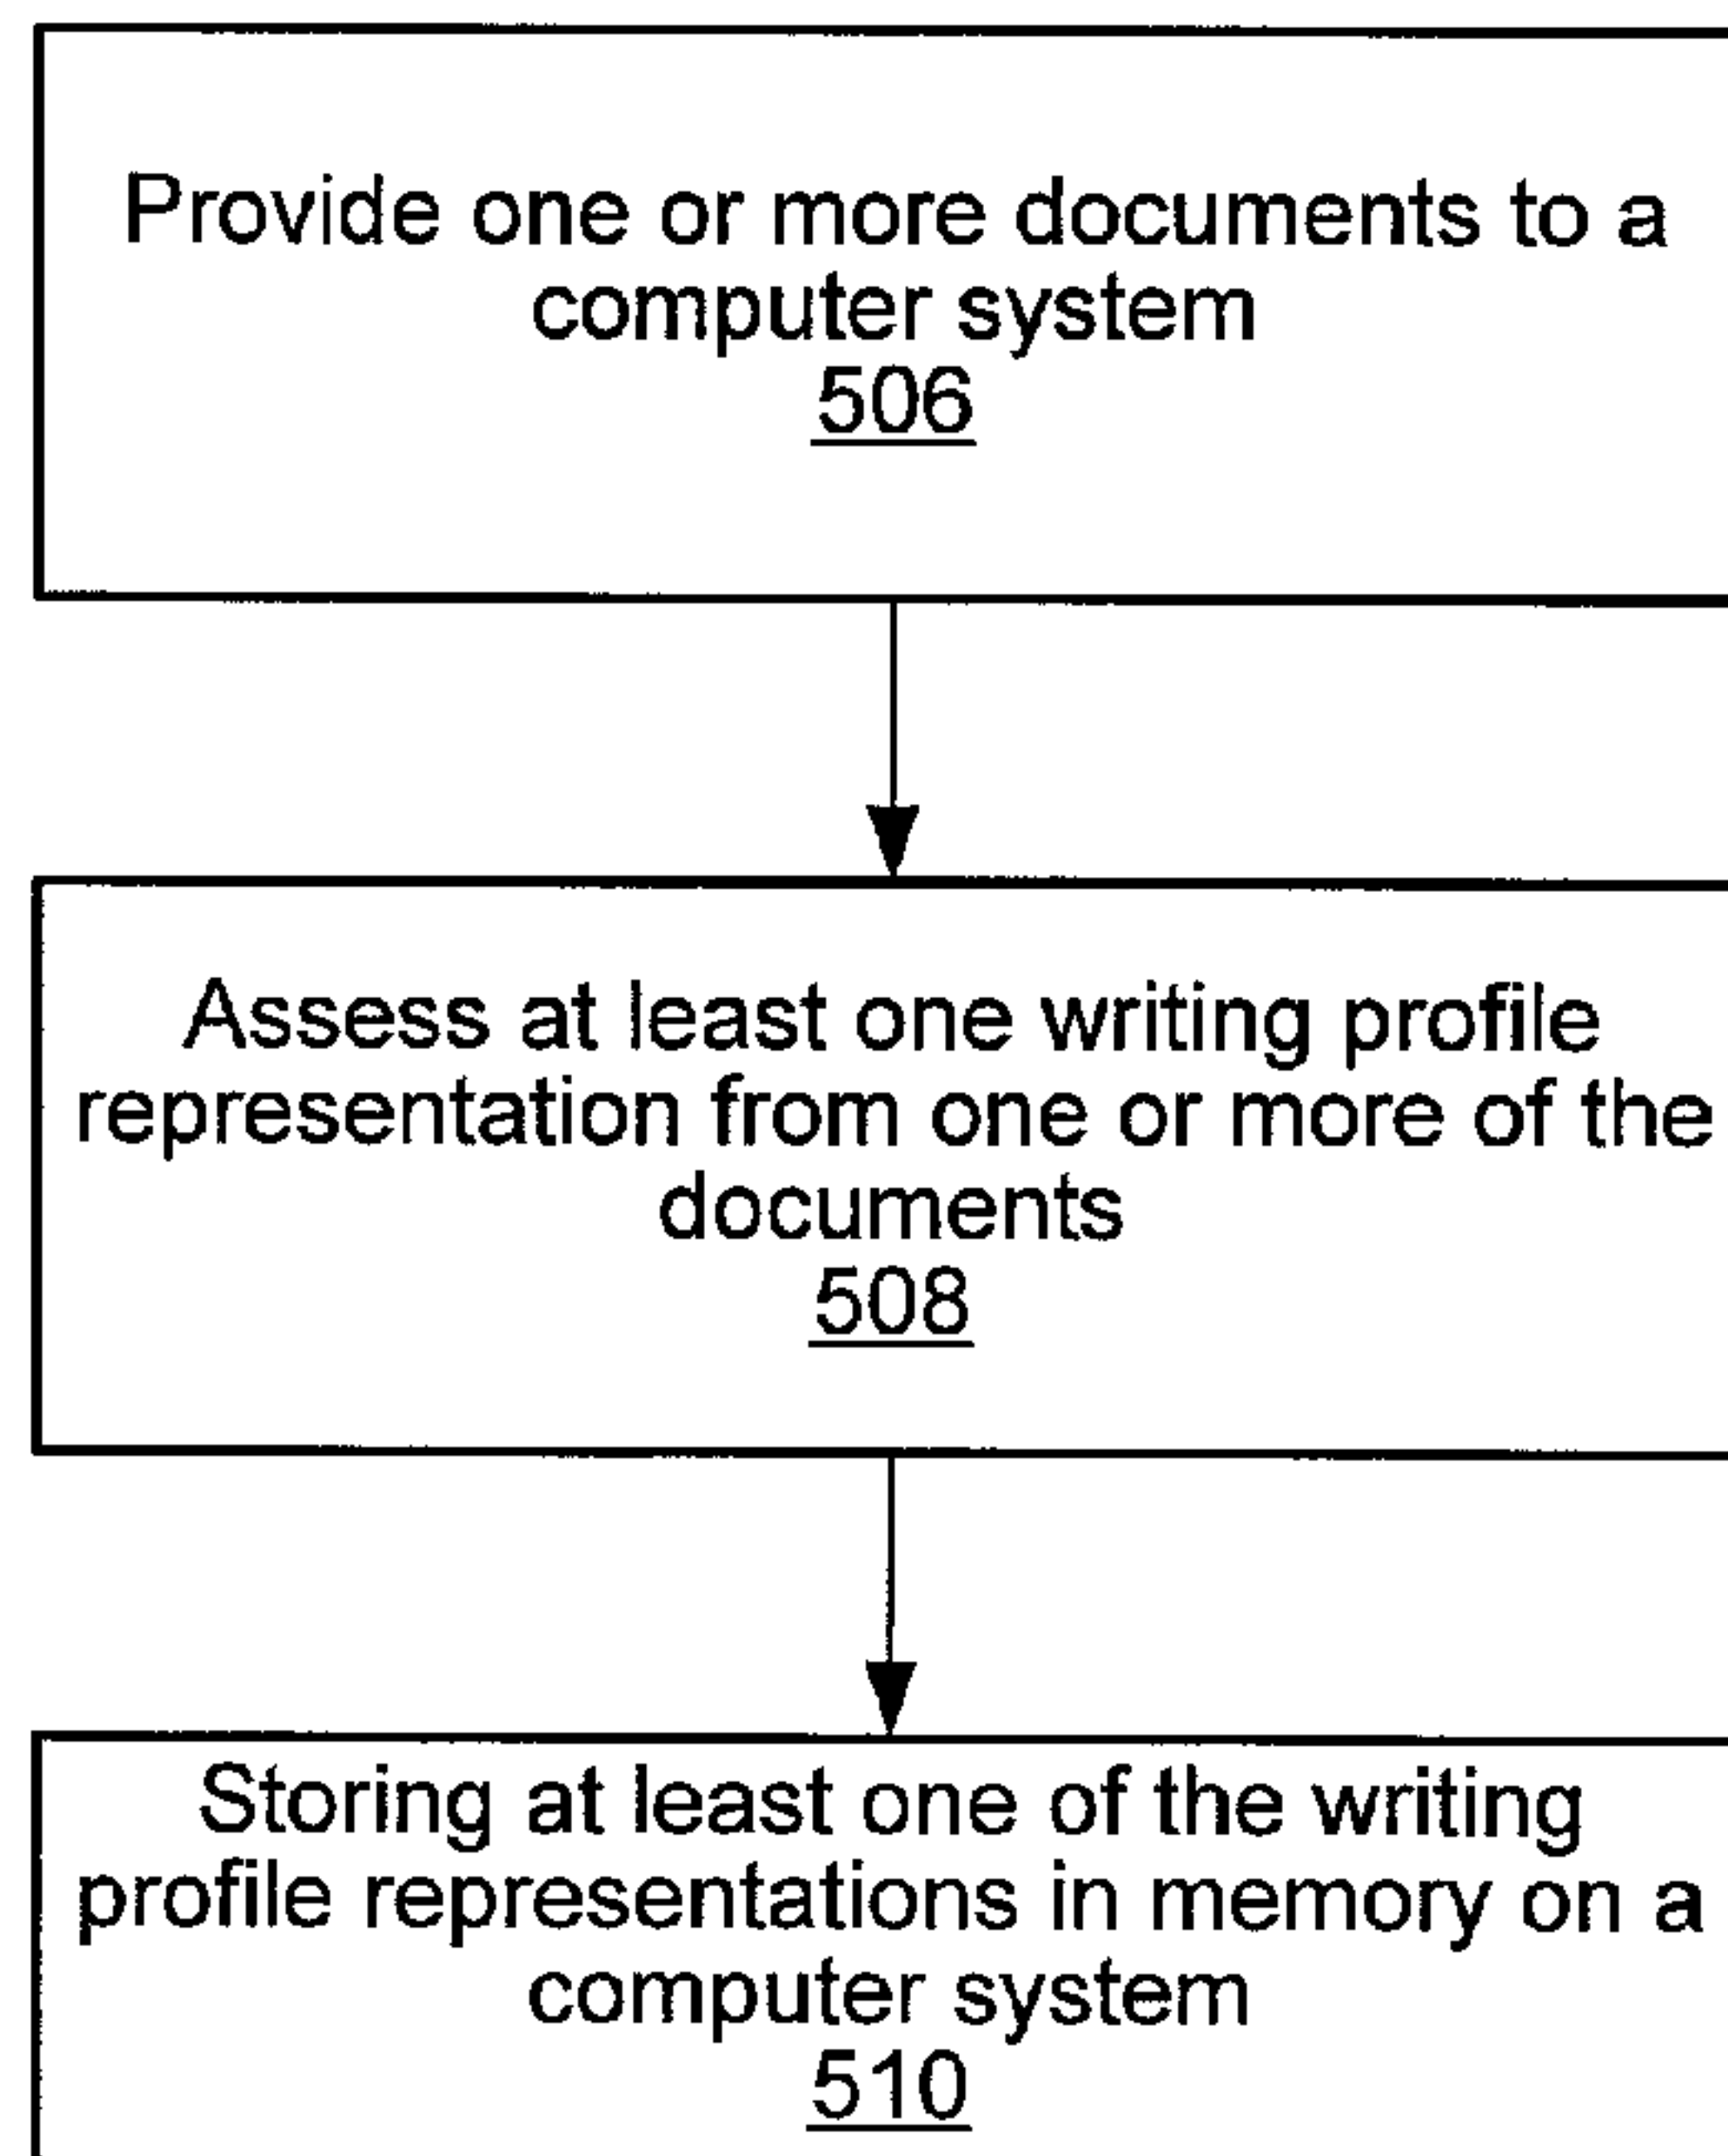 Provide one or more documents to a
computer system
506
Assess at least one writing profile
representation from one or more of the
documents
508
Storing at least one of the writing
profile representations in memory on a
computer system
510